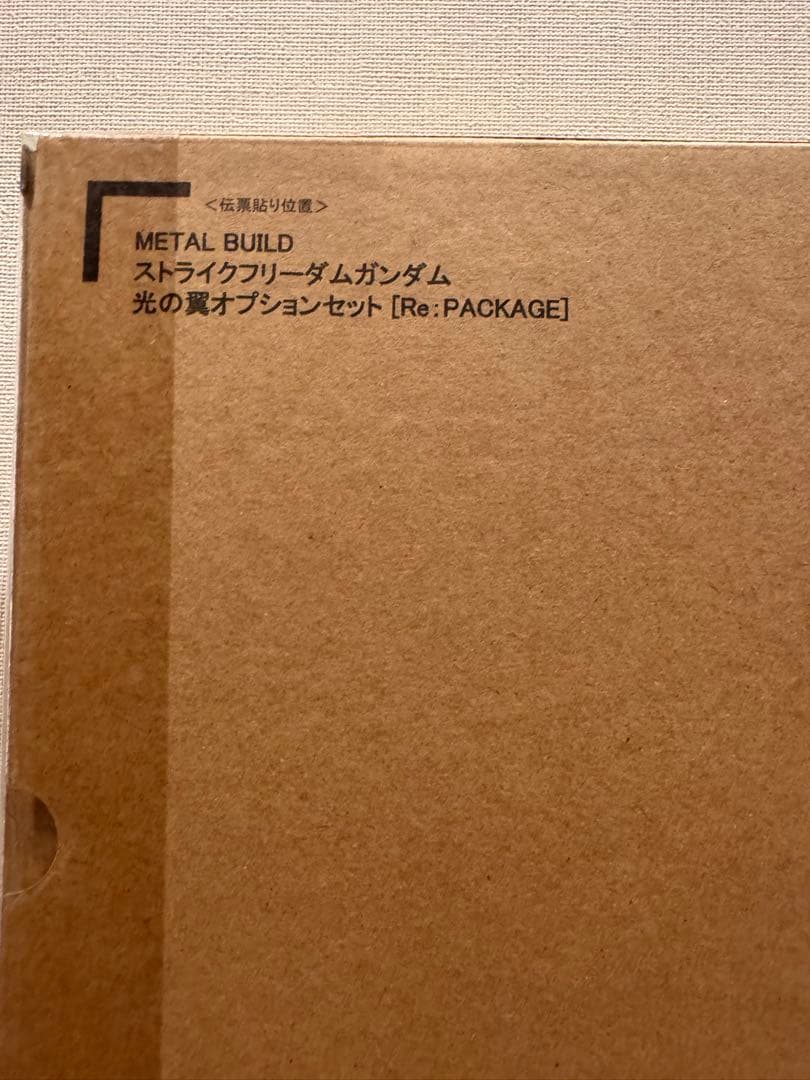 <伝票貼り位置>
METAL BUILD
ストライクフリーダムガンダム
光の翼オプションセット [Re:PACKAGE]